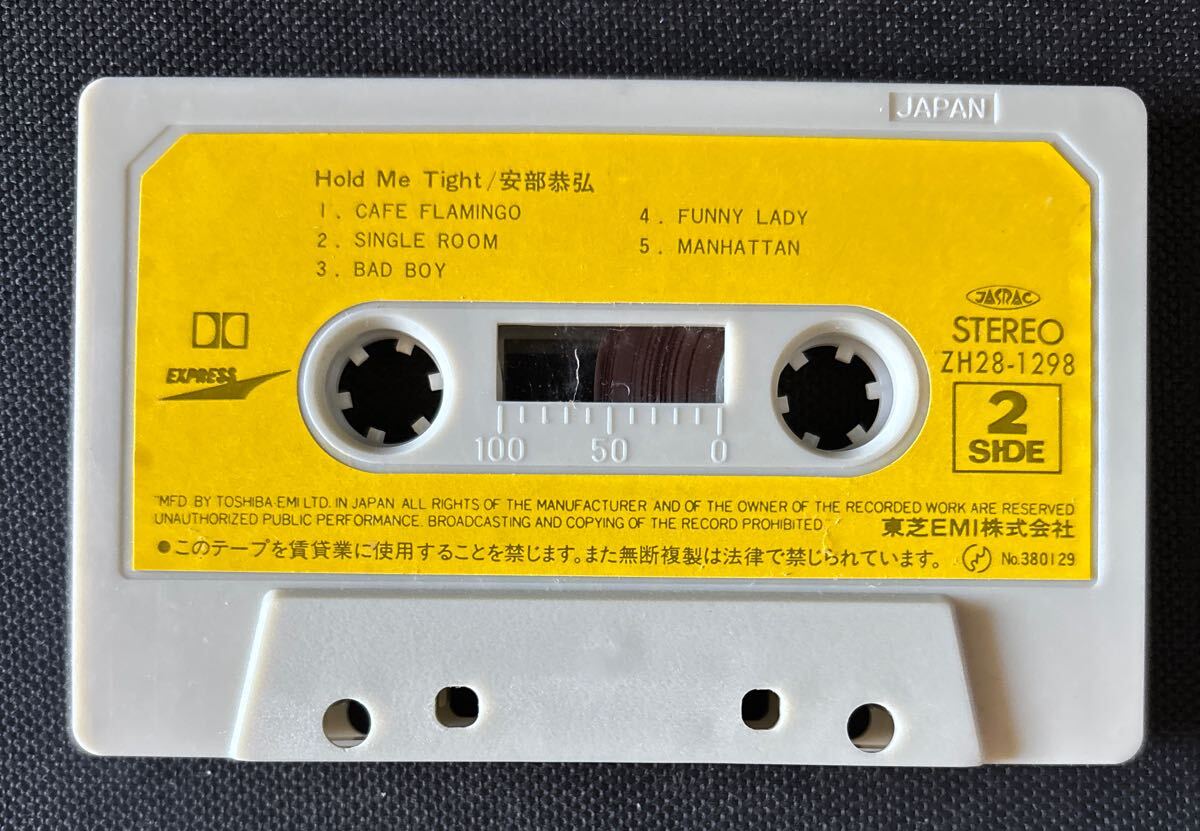 JAPAN
Hold Me Tight/安部恭弘
1. CAFE FLAMINGO
2. SINGLE ROOM
3. BAD BOY
4. FUNNY LADY
5. MANHATTAN
EXPRESS
JASRAC
STEREO
ZH28-1298
2
SIDE
100 50 0
"MFD. BY TOSHIBA-EMI LTD. IN JAPAN ALL RIGHTS OF THE MANUFACTURER AND OF THE OWNER OF THE RECORDED WORK ARE RESERVED
UNAUTHORIZED PUBLIC PERFORMANCE. BROADCASTING AND COPYING OF THE RECORD PROHIBITED" 東芝EMI株式会社
●このテープを賃貸業に使用することを禁じます。また無断複製は法律で禁じられています。 No.380129